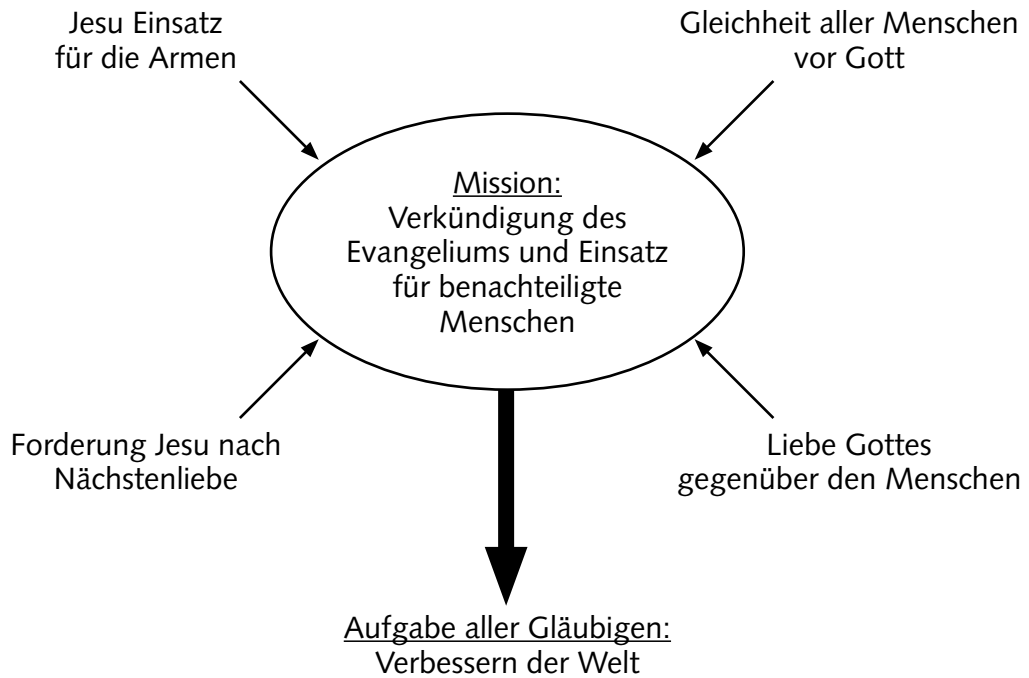 Jesu Einsatz
für die Armen
Gleichheit aller Menschen
vor Gott
Mission:
Verkündigung des
Evangeliums und Einsatz
für benachteiligte
Menschen
Forderung Jesu nach
Nächstenliebe
Liebe Gottes
gegenüber den Menschen
Aufgabe aller Gläubigen:
Verbessern der Welt